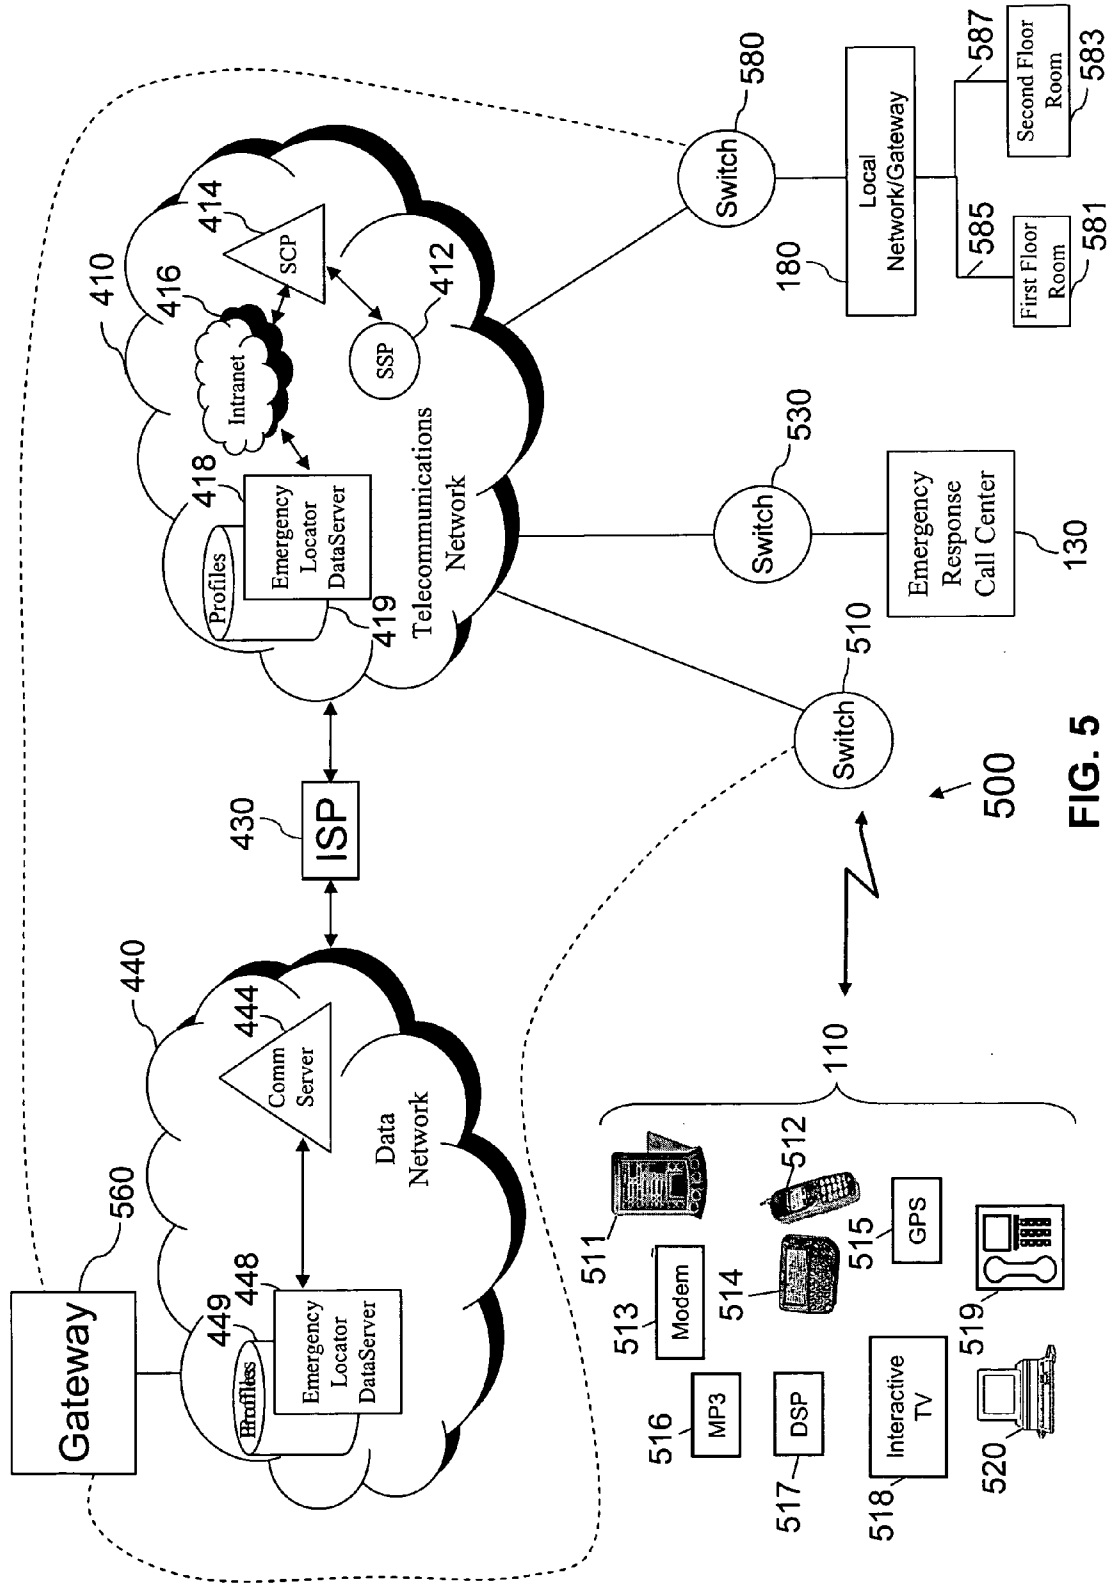 Gateway
560
440
449
448
444
Profiles
Emergency
Locator
DataServer
Comm
Server
Data
Network
430
ISP
410
418
416
414
Profiles
Emergency
Locator
DataServer
Intranet
SCP
419
SSP
412
Telecommunications
Network
511
513
Modem
516
MP3
514
512
517
DSP
515
GPS
518
Interactive
TV
519
520
110
Switch
510
Switch
530
Emergency
Response
Call Center
130
Switch
580
180
Local
Network/Gateway
585
587
First Floor
Room
581
Second Floor
Room
583
500
FIG. 5